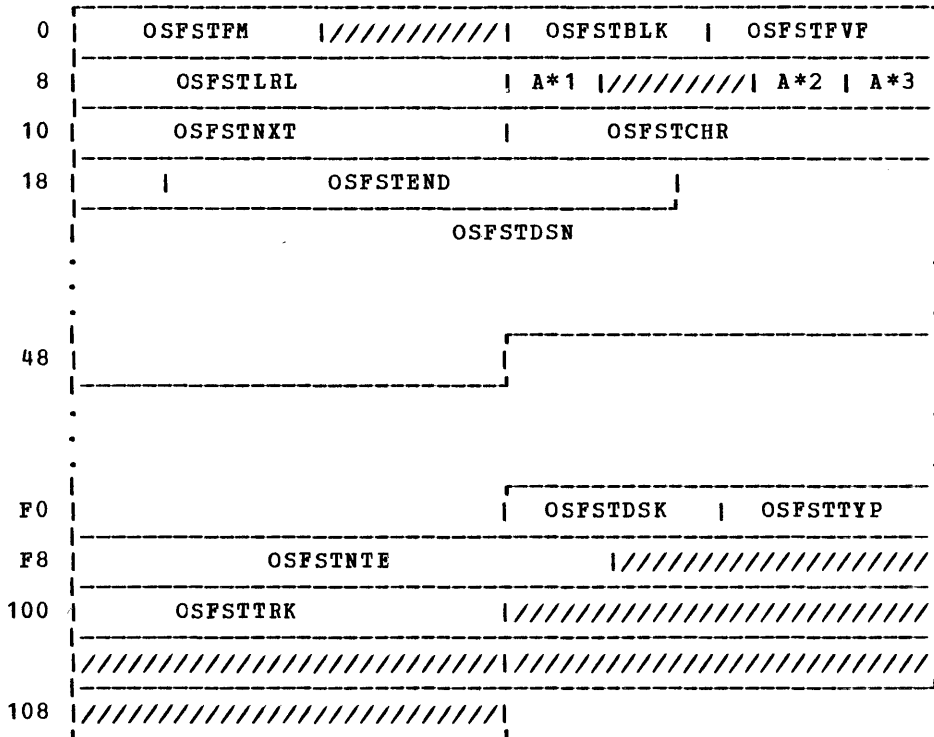 0 | OSFSTFM |///////////| OSFSTBLK | OSFSTFVF
8 | OSFSTLRL | A*1 |/////////| A*2 | A*3
10 | OSFSTNXT | OSFSTCHR
18 | | OSFSTEND |
| OSFSTDSN
48 | |
F0 | | OSFSTDSK | OSFSTTYP
F8 | OSFSTNTE |//////////////////
100 | OSFSTTRK |/////////////////////////
|/////////////////////////|/////////////////////////
108 |/////////////////////////|